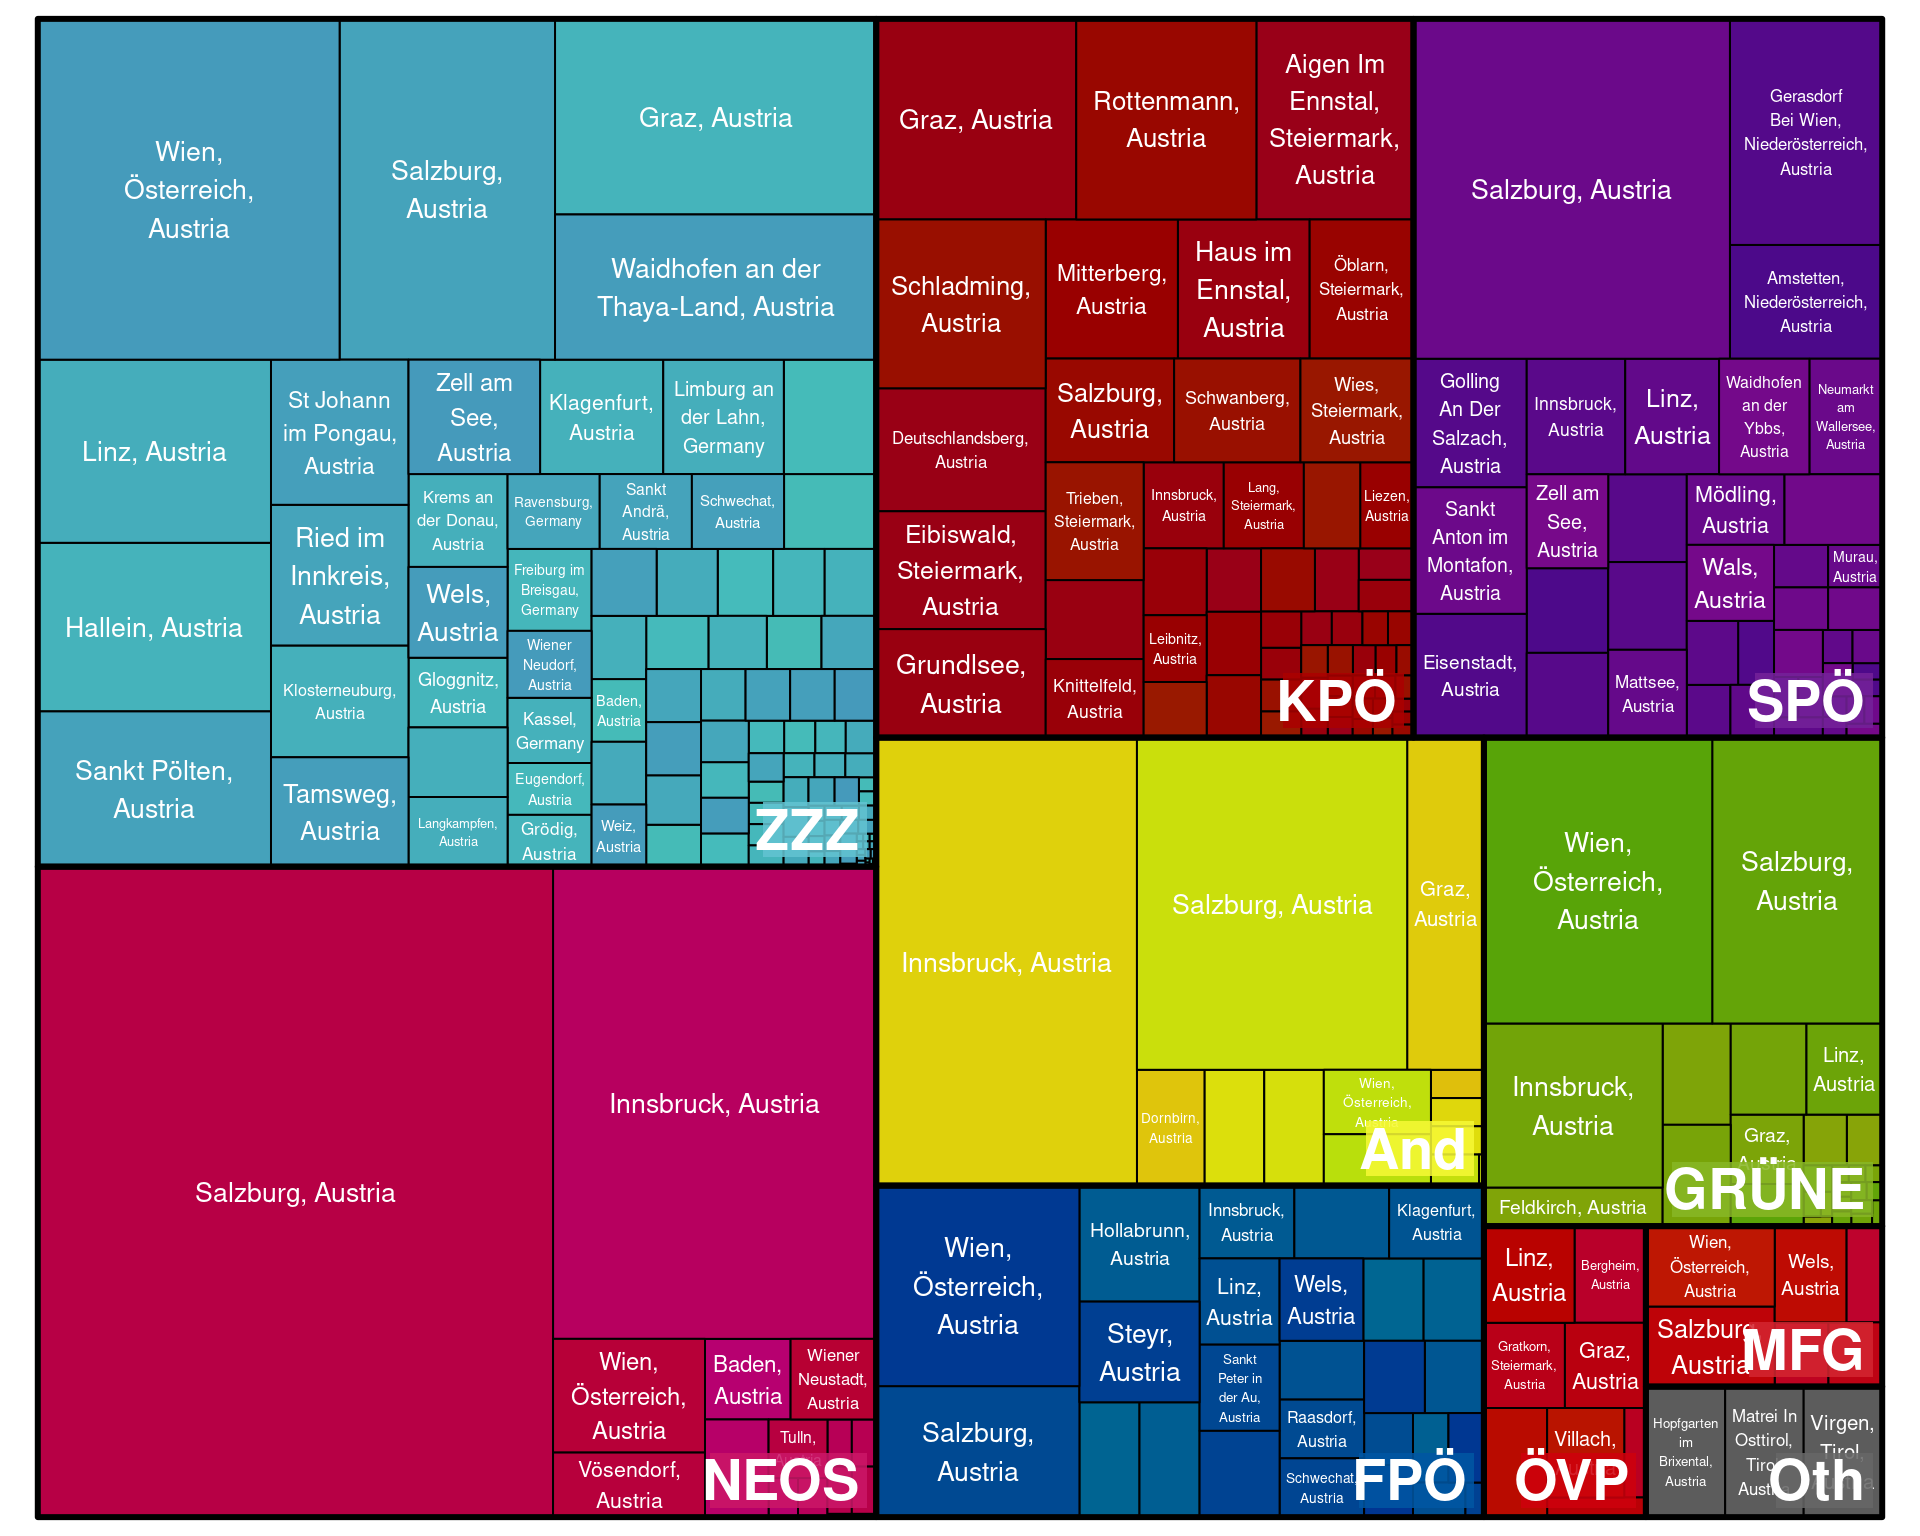 Wien,
Österreich,
Austria
Salzburg,
Austria
Graz, Austria
Waidhofen an der
Thaya-Land, Austria
Linz, Austria
Hallein, Austria
Sankt Pölten,
Austria
St Johann
im Pongau,
Austria
Ried im
Innkreis,
Austria
Klosterneuburg,
Austria
Tamsweg,
Austria
Zell am
See,
Austria
Klagenfurt,
Austria
Limburg an
der Lahn,
Germany
Krems an
der Donau,
Austria
Ravensburg,
Germany
Sankt
Andrä,
Austria
Schwechat,
Austria
Wels,
Austria
Gloggnitz,
Austria
Langkampfen,
Austria
Freiburg im
Breisgau,
Germany
Wiener
Neudorf,
Austria
Kassel,
Germany
Eugendorf,
Austria
Grödig,
Austria
Baden,
Austria
Weiz,
Austria
ZZZ
Graz, Austria
Rottenmann,
Austria
Aigen Im
Ennstal,
Steiermark,
Austria
Schladming,
Austria
Mitterberg,
Austria
Haus im
Ennstal,
Austria
Öblarn,
Steiermark,
Austria
Deutschlandsberg,
Austria
Eibiswald,
Steiermark,
Austria
Grundlsee,
Austria
Salzburg,
Austria
Schwanberg,
Austria
Wies,
Steiermark,
Austria
Trieben,
Steiermark,
Austria
Innsbruck,
Austria
Lang,
Steiermark,
Austria
Liezen,
Austria
Knittelfeld,
Austria
Leibnitz,
Austria
KPÖ
Salzburg, Austria
Gerasdorf
Bei Wien,
Niederösterreich,
Austria
Amstetten,
Niederösterreich,
Austria
Golling
An Der
Salzach,
Austria
Innsbruck,
Austria
Linz,
Austria
Waidhofen
an der
Ybbs,
Austria
Neumarkt
am
Wallersee,
Austria
Sankt
Anton im
Montafon,
Austria
Eisenstadt,
Austria
Zell am
See,
Austria
Mödling,
Austria
Wals,
Austria
Murau,
Austria
Mattsee,
Austria
SPÖ
Salzburg, Austria
Innsbruck, Austria
Wien,
Österreich,
Austria
Vösendorf,
Austria
Baden,
Austria
Wiener
Neustadt,
Austria
Tulln,
NEOS
Innsbruck, Austria
Salzburg, Austria
Graz,
Austria
Dornbirn,
Austria
Wien,
Österreich,
Austria
And
Wien,
Österreich,
Austria
Salzburg,
Austria
Innsbruck,
Austria
Linz,
Austria
Graz,
Austria
Feldkirch, Austria
GRÜNE
Wien,
Österreich,
Austria
Salzburg,
Austria
Hollabrunn,
Austria
Steyr,
Austria
Innsbruck,
Austria
Klagenfurt,
Austria
Linz,
Austria
Wels,
Austria
Sankt
Peter in
der Au,
Austria
Raasdorf,
Austria
Schwechat,
Austria
FPÖ
Linz,
Austria
Bergheim,
Austria
Gratkorn,
Steiermark,
Austria
Graz,
Austria
Villach,
ÖVP
Wien,
Österreich,
Austria
Wels,
Austria
Salzburg,
Austria
MFG
Hopfgarten
im
Brixental,
Austria
Matrei In
Osttirol,
Tirol,
Austria
Virgen,
Tirol,
Oth